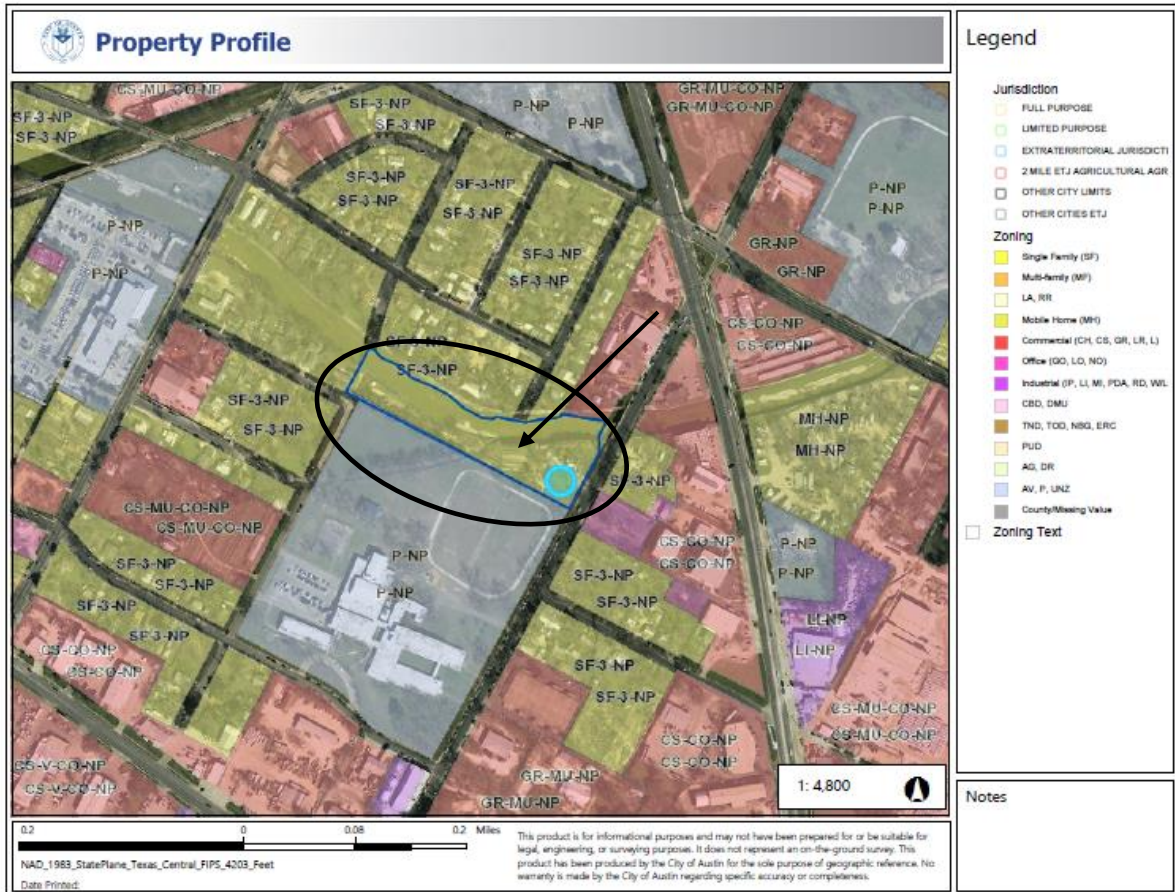 Property Profile
CS-MU-CO-NP
SF-3-NP
SF-3-NP
SF-3-NP
SF-3-NP
P-NP
P-NP
GR-MU-CO-NP
GR-MU-CO-NP
SF-3-NP
SF-3-NP
SF-3-NP
SF-3-NP
P-NP
P-NP
P-NP
P-NP
SF-3-NP
SF-3-NP
GR-NP
GR-NP
CS-CO-NP
CS-CO-NP
SF-3-NP
SF-3-NP
SF-3-NP
SF-3-NP
MH-NP
MH-NP
SF-3-NP
CS-MU-CO-NP
CS-MU-CO-NP
CS-CO-NP
CS-CO-NP
P-NP
P-NP
P-NP
P-NP
SF-3-NP
SF-3-NP
SF-3-NP
SF-3-NP
SF-3-NP
SF-3-NP
LI-NP
LI-NP
CS-CO-NP
CS-CO-NP
SF-3-NP
SF-3-NP
CS-MU-CO-NP
CS-MU-CO-NP
CS-CO-NP
CS-CO-NP
CS-V-CO-NP
CS-V-CO-NP
GR-MU-NP
GR-MU-NP
1: 4,800
0.2 0 0.08 0.2 Miles
NAD_1983_StatePlane_Texas_Central_FIPS_4203_Feet
Date Printed:
This product is for informational purposes and may not have been prepared for or be suitable for
legal, engineering, or surveying purposes. It does not represent an on-the-ground survey. This
product has been produced by the City of Austin for the sole purpose of geographic reference. No
warranty is made by the City of Austin regarding specific accuracy or completeness.
Legend
Jurisdiction
FULL PURPOSE
LIMITED PURPOSE
EXTRATERRITORIAL JURISDICTI
2 MILE ETJ AGRICULTURAL AGR
OTHER CITY LIMITS
OTHER CITIES ETJ
Zoning
Single Family (SF)
Multi-family (MF)
LA, RR
Mobile Home (MH)
Commercial (CH, CS, GR, LR, L)
Office (GO, LO, NO)
Industrial (IP, LI, MI, PDA, RD, W/L
CBD, DMU
TND, TOD, NBG, ERC
PUD
AG, DR
AV, P, UNZ
County/Missing Value
Zoning Text
Notes